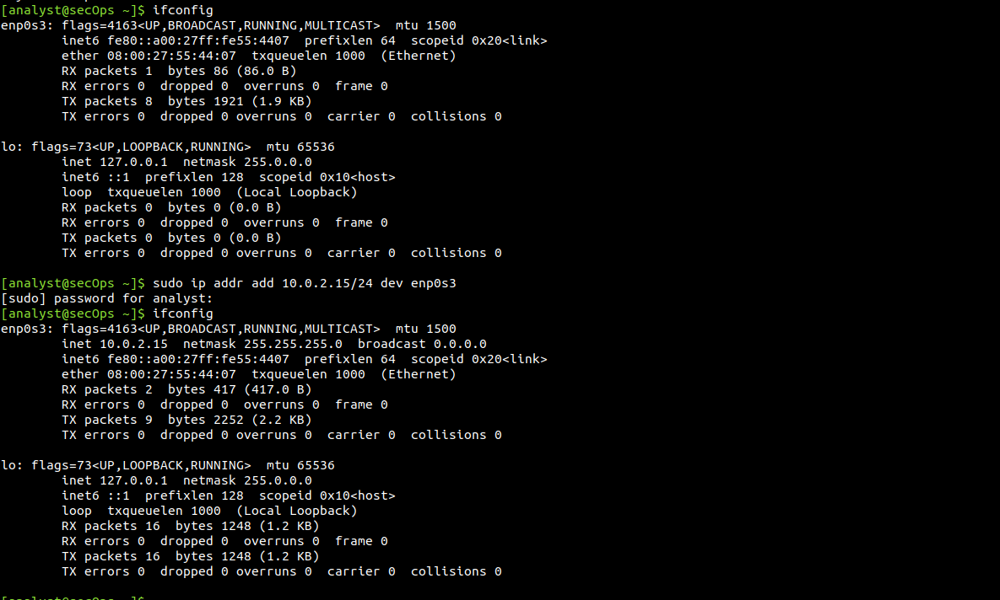 [analyst@secOps ~]$ ifconfig
enp0s3: flags=4163<UP,BROADCAST,RUNNING,MULTICAST>  mtu 1500
        inet6 fe80::a00:27ff:fe55:4407  prefixlen 64  scopeid 0x20<link>
        ether 08:00:27:55:44:07  txqueuelen 1000  (Ethernet)
        RX packets 1  bytes 86 (86.0 B)
        RX errors 0  dropped 0  overruns 0  frame 0
        TX packets 8  bytes 1921 (1.9 KB)
        TX errors 0  dropped 0 overruns 0  carrier 0  collisions 0

lo: flags=73<UP,LOOPBACK,RUNNING>  mtu 65536
        inet 127.0.0.1  netmask 255.0.0.0
        inet6 ::1  prefixlen 128  scopeid 0x10<host>
        loop  txqueuelen 1000  (Local Loopback)
        RX packets 0  bytes 0 (0.0 B)
        RX errors 0  dropped 0  overruns 0  frame 0
        TX packets 0  bytes 0 (0.0 B)
        TX errors 0  dropped 0 overruns 0  carrier 0  collisions 0

[analyst@secOps ~]$ sudo ip addr add 10.0.2.15/24 dev enp0s3
[sudo] password for analyst:
[analyst@secOps ~]$ ifconfig
enp0s3: flags=4163<UP,BROADCAST,RUNNING,MULTICAST>  mtu 1500
        inet 10.0.2.15  netmask 255.255.255.0  broadcast 0.0.0.0
        inet6 fe80::a00:27ff:fe55:4407  prefixlen 64  scopeid 0x20<link>
        ether 08:00:27:55:44:07  txqueuelen 1000  (Ethernet)
        RX packets 2  bytes 417 (417.0 B)
        RX errors 0  dropped 0  overruns 0  frame 0
        TX packets 9  bytes 2252 (2.2 KB)
        TX errors 0  dropped 0 overruns 0  carrier 0  collisions 0

lo: flags=73<UP,LOOPBACK,RUNNING>  mtu 65536
        inet 127.0.0.1  netmask 255.0.0.0
        inet6 ::1  prefixlen 128  scopeid 0x10<host>
        loop  txqueuelen 1000  (Local Loopback)
        RX packets 16  bytes 1248 (1.2 KB)
        RX errors 0  dropped 0  overruns 0  frame 0
        TX packets 16  bytes 1248 (1.2 KB)
        TX errors 0  dropped 0 overruns 0  carrier 0  collisions 0

[analyst@secOps ~]$